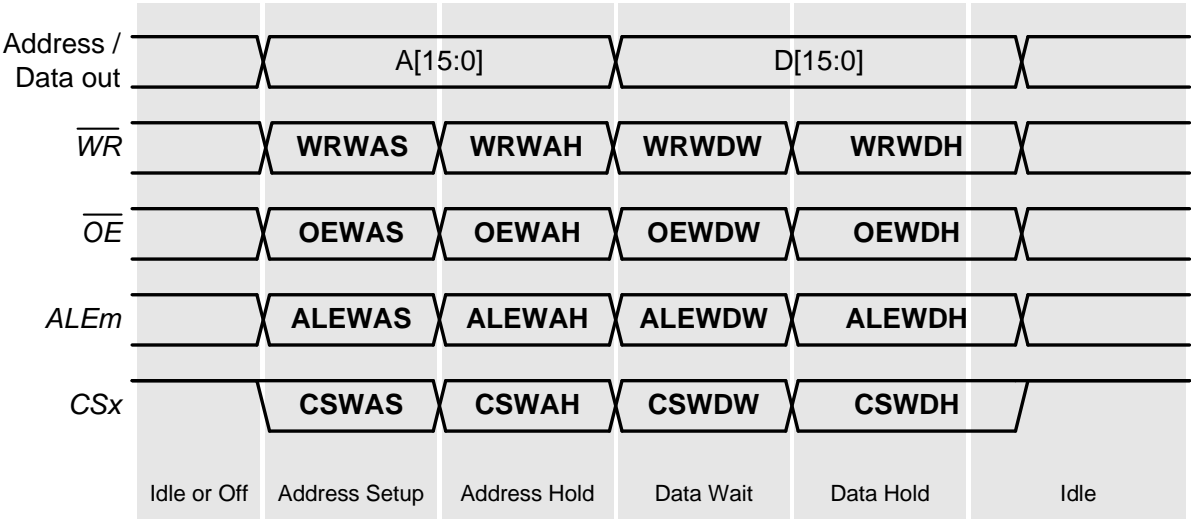 Address /
Data out
A[15:0]
D[15:0]
WR
WRWAS
WRWAH
WRWDW
WRWDH
OE
OEWAS
OEWAH
OEWDW
OEWDH
ALEm
ALEWAS
ALEWAH
ALEWDW
ALEWDH
CSx
CSWAS
CSWAH
CSWDW
CSWDH
Idle or Off
Address Setup
Address Hold
Data Wait
Data Hold
Idle